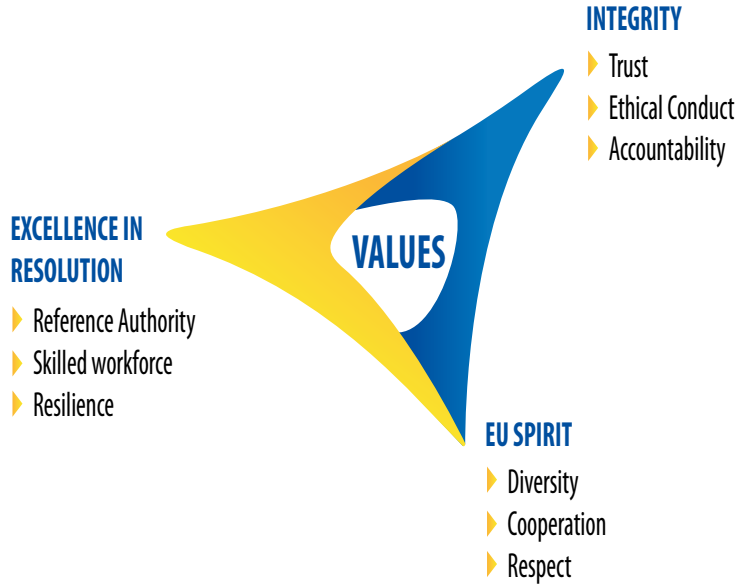 INTEGRITY
Trust
Ethical Conduct
Accountability
EXCELLENCE IN
RESOLUTION
Reference Authority
Skilled workforce
Resilience
VALUES
EU SPIRIT
Diversity
Cooperation
Respect